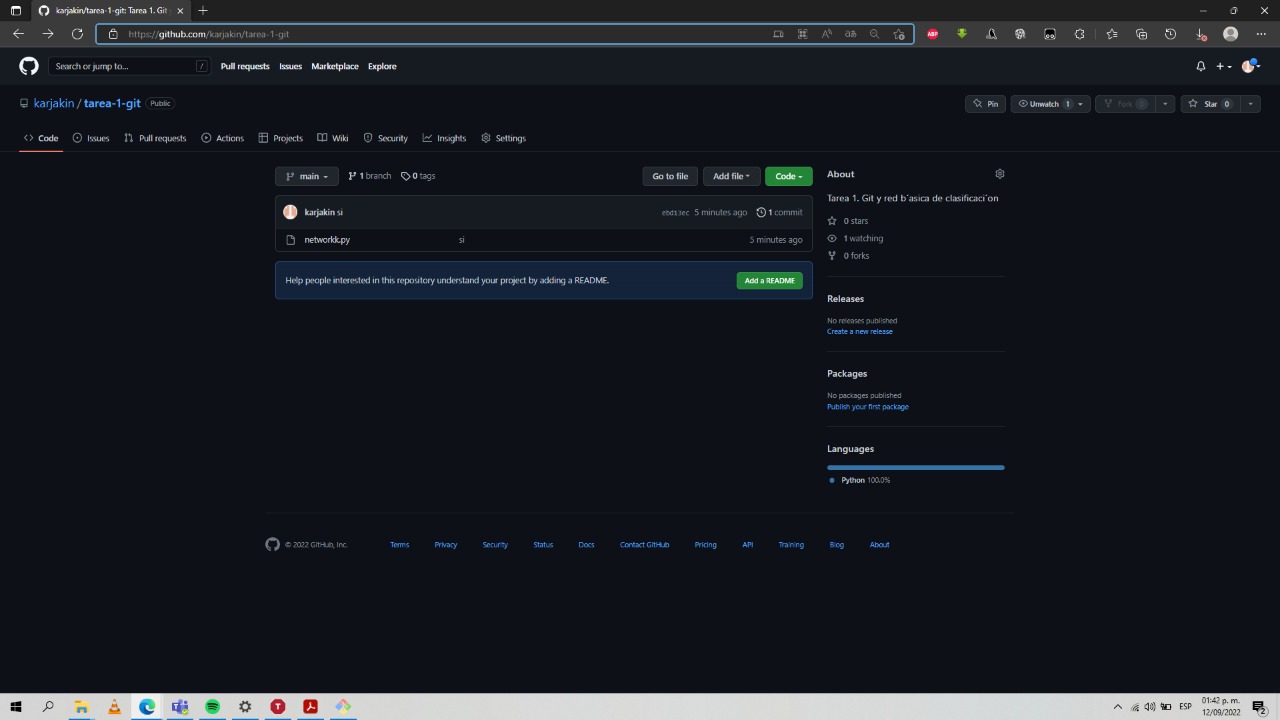 karjakin/tarea-1-git: Tarea 1. Git
https://github.com/karjakin/tarea-1-git
ABP
Search or jump to...
/
Pull requests
Issues
Marketplace
Explore
karjakin / tarea-1-git
Public
Pin
Unwatch 1
Fork 0
Star 0
Code
Issues
Pull requests
Actions
Projects
Wiki
Security
Insights
Settings
main
1 branch
0 tags
Go to file
Add file
Code
karjakin si
5 minutes ago
1 commit
networkk.py
si
5 minutes ago
Help people interested in this repository understand your project by adding a README.
Add a README
About
Tarea 1. Git y red b´asica de clasificaci´on
0 stars
1 watching
0 forks
Releases
No releases published
Create a new release
Packages
No packages published
Publish your first package
Languages
Python 100.0%
© 2022 GitHub, Inc.
Terms
Privacy
Security
Status
Docs
Contact GitHub
Pricing
API
Training
Blog
About
ESP
01:42 p. m.
12/09/2022
2